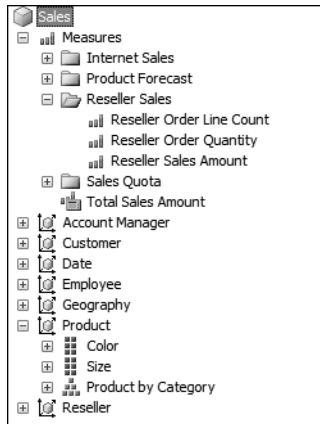 Sales
Measures
Internet Sales
Product Forecast
Reseller Sales
Reseller Order Line Count
Reseller Order Quantity
Reseller Sales Amount
Sales Quota
Total Sales Amount
Account Manager
Customer
Date
Employee
Geography
Product
Color
Size
Product by Category
Reseller